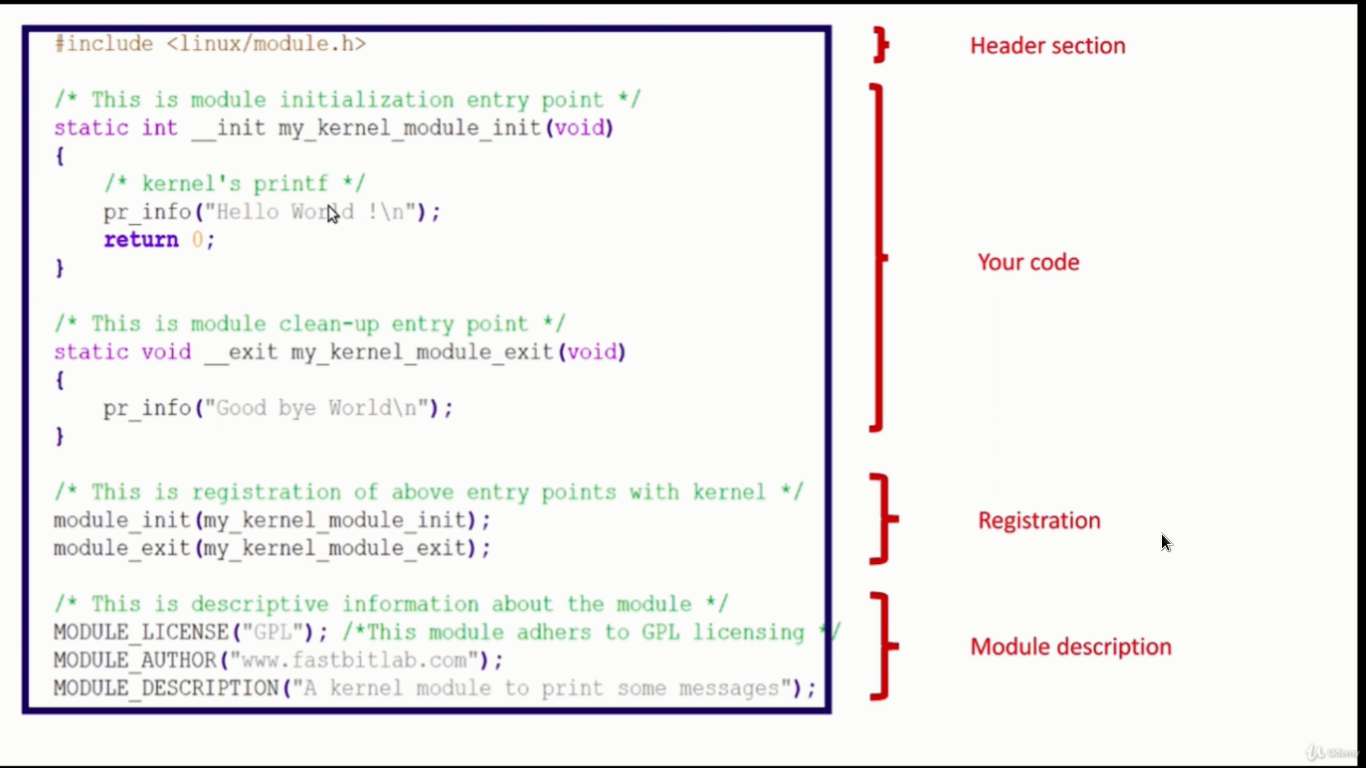 #include <linux/module.h>
Header section
/* This is module initialization entry point */
static int __init my_kernel_module_init(void)
{
/* kernel's printf */
pr_info("Hello World !\n");
return 0;
}
Your code
/* This is module clean-up entry point */
static void __exit my_kernel_module_exit(void)
{
pr_info("Good bye World\n");
}
/* This is registration of above entry points with kernel */
module_init(my_kernel_module_init);
module_exit(my_kernel_module_exit);
Registration
/* This is descriptive information about the module */
MODULE_LICENSE("GPL"); /*This module adhers to GPL licensing */
MODULE_AUTHOR("www.fastbitlab.com");
MODULE_DESCRIPTION("A kernel module to print some messages");
Module description
Udemy